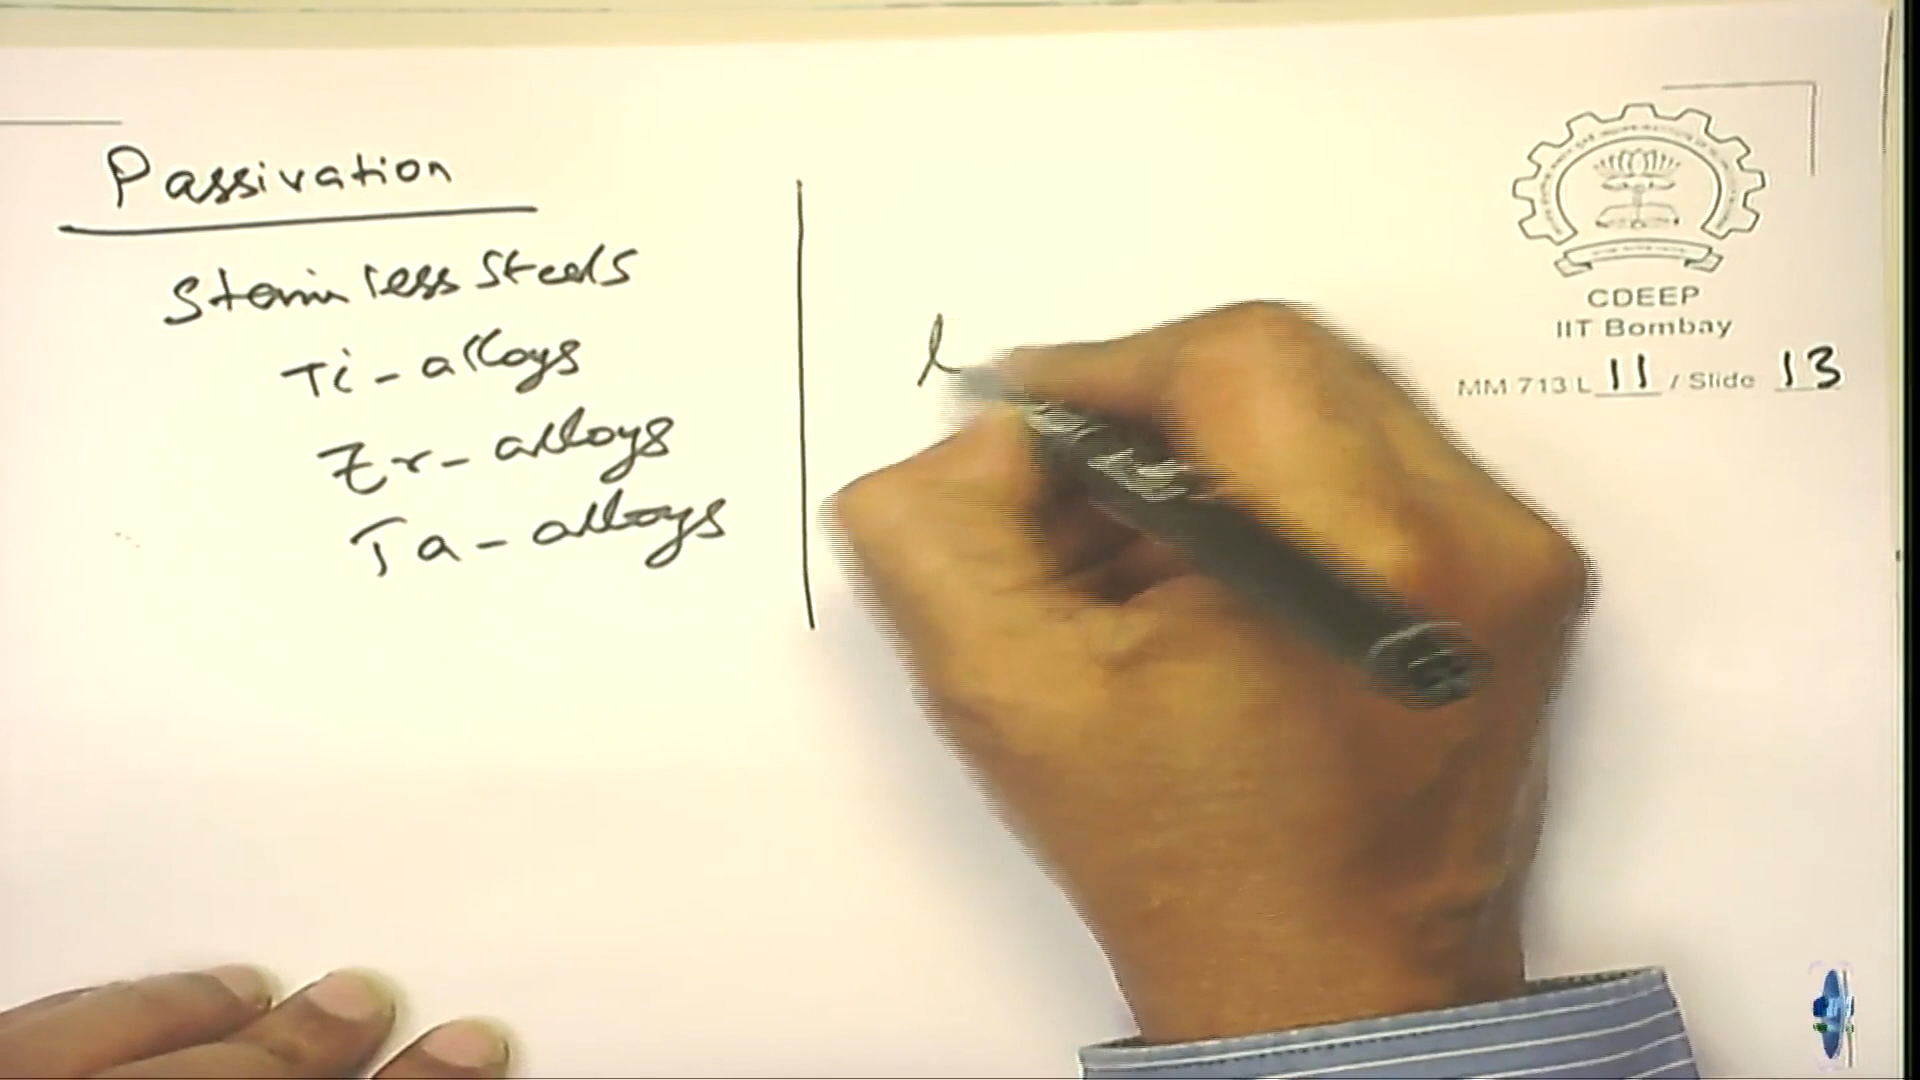 Passivation
Stainless Steels
Ti - alloys
Zr - alloys
Ta - alloys
CDEEP
IIT Bombay
MM 713 L 11 / Slide 13